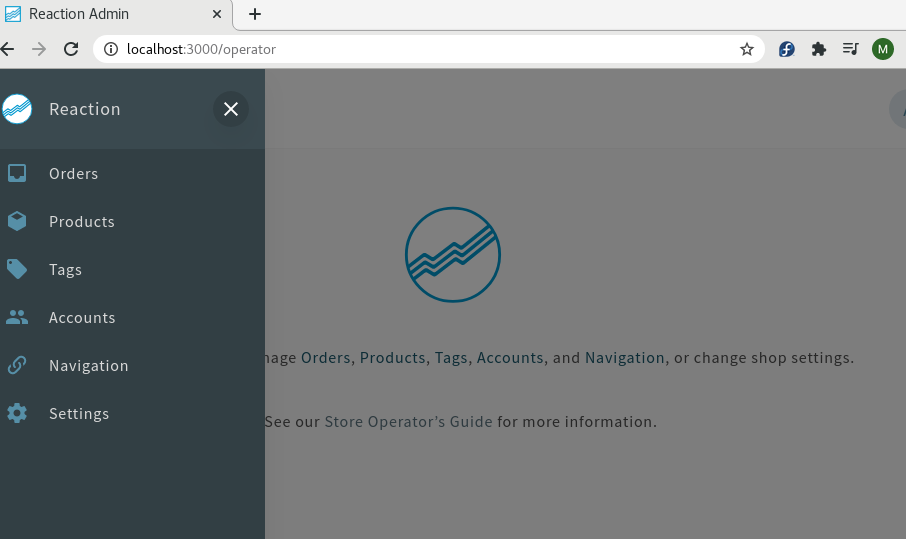 Reaction Admin
localhost:3000/operator
M
Reaction
Orders
Products
Tags
Accounts
Navigation
Settings
Orders, Products, Tags, Accounts, and Navigation, or change shop settings.
See our Store Operator’s Guide for more information.